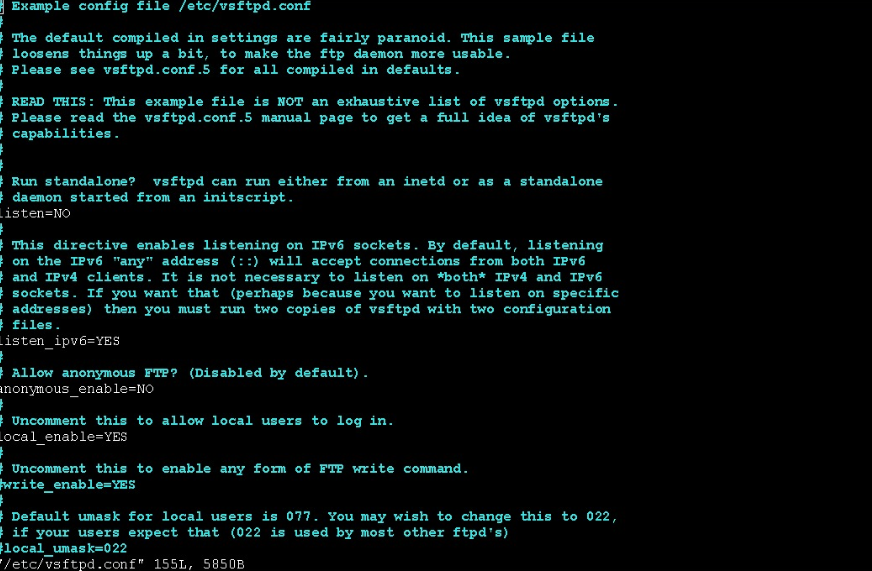 # Example config file /etc/vsftpd.conf
#
# The default compiled in settings are fairly paranoid. This sample file
# loosens things up a bit, to make the ftp daemon more usable.
# Please see vsftpd.conf.5 for all compiled in defaults.
#
# READ THIS: This example file is NOT an exhaustive list of vsftpd options.
# Please read the vsftpd.conf.5 manual page to get a full idea of vsftpd's
# capabilities.
#
#
# Run standalone?  vsftpd can run either from an inetd or as a standalone
# daemon started from an initscript.
listen=NO
#
# This directive enables listening on IPv6 sockets. By default, listening
# on the IPv6 "any" address (::) will accept connections from both IPv6
# and IPv4 clients. It is not necessary to listen on *both* IPv4 and IPv6
# sockets. If you want that (perhaps because you want to listen on specific
# addresses) then you must run two copies of vsftpd with two configuration
# files.
listen_ipv6=YES
#
# Allow anonymous FTP? (Disabled by default).
anonymous_enable=NO
#
# Uncomment this to allow local users to log in.
local_enable=YES
#
# Uncomment this to enable any form of FTP write command.
#write_enable=YES
#
# Default umask for local users is 077. You may wish to change this to 022,
# if your users expect that (022 is used by most other ftpd's)
#local_umask=022
"/etc/vsftpd.conf" 155L, 5850B